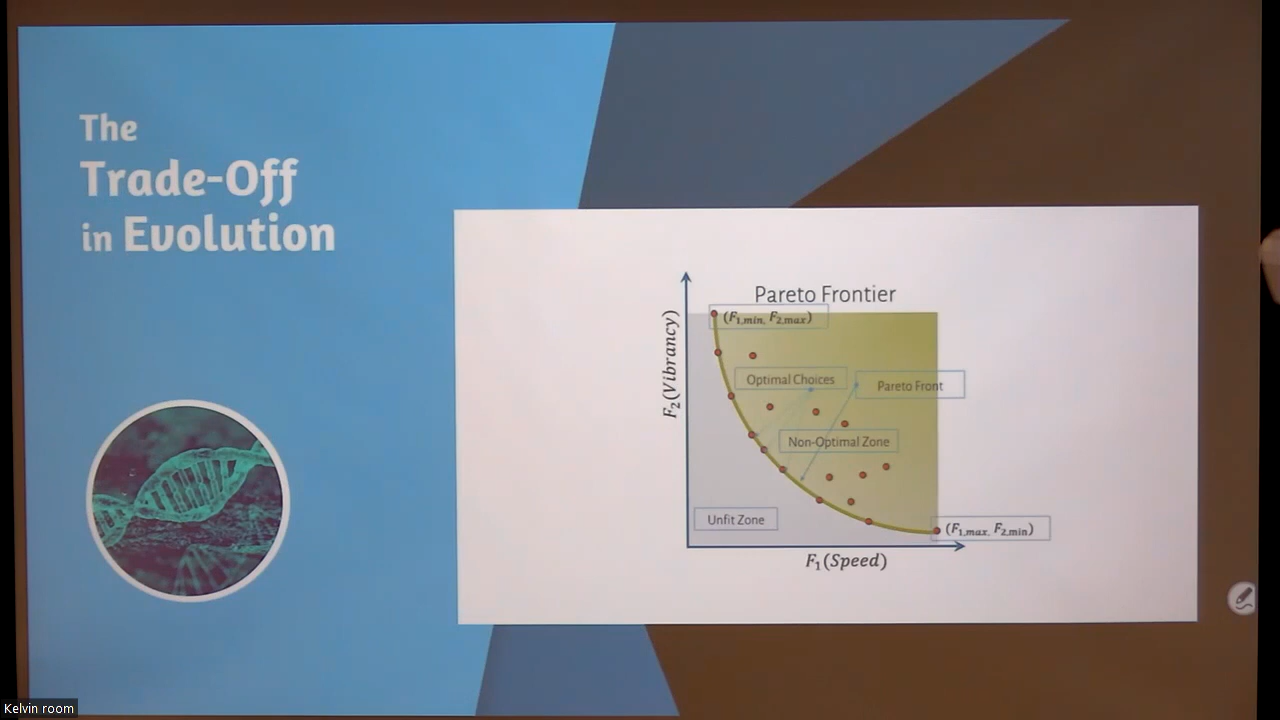 The
Trade-Off
in Evolution
Pareto Frontier
(F₁,min, F₂,max)
F₂(Vibrancy)
Optimal Choices
Pareto Front
Non-Optimal Zone
Unfit Zone
(F₁,max, F₂,min)
F₁(Speed)
Kelvin room